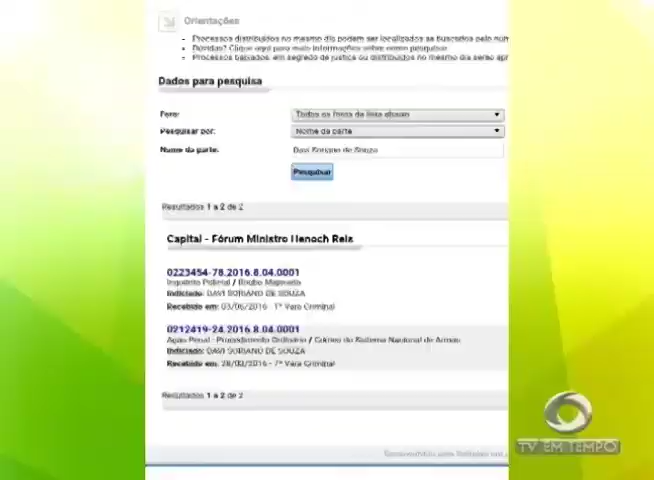 Orientações
Processos distribuídos no mesmo dia podem ser localizados se buscados pelo núm
Dúvidas? Clique aqui para mais informações sobre como pesquisar.
Processos baixados, em segredo de justiça ou distribuídos no mesmo dia serão apr
Dados para pesquisa
Foro: Todos os foros da lista abaixo
Pesquisar por: Nome da parte
Nome da parte: Davi Soriano de Souza
Pesquisar
Resultados 1 a 2 de 2
Capital - Fórum Ministro Henoch Reis
0223454-78.2016.8.04.0001
Inquérito Policial / Roubo Majorado
Indiciado: DAVI SORIANO DE SOUZA
Recebido em: 03/06/2016 - 1ª Vara Criminal
0212419-24.2016.8.04.0001
Ação Penal - Procedimento Ordinário / Crimes do Sistema Nacional de Armas
Indiciado: DAVI SORIANO DE SOUZA
Recebido em: 2016 - 7ª Vara Criminal
Resultados 1 a 2 de 2
TV EM TEMPO